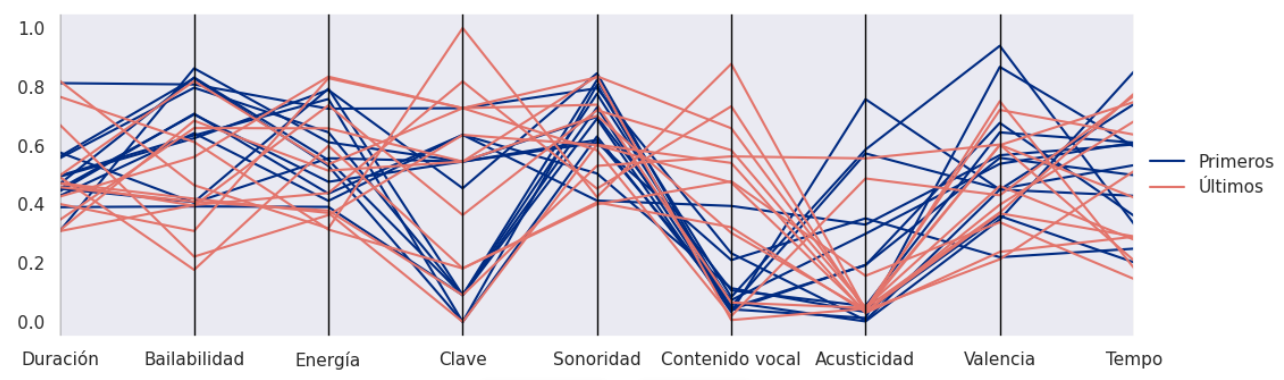 1.0
0.8
0.6
0.4
0.2
0.0
Duración Bailabilidad Energía Clave Sonoridad Contenido vocal Acusticidad Valencia Tempo
Primeros
Últimos